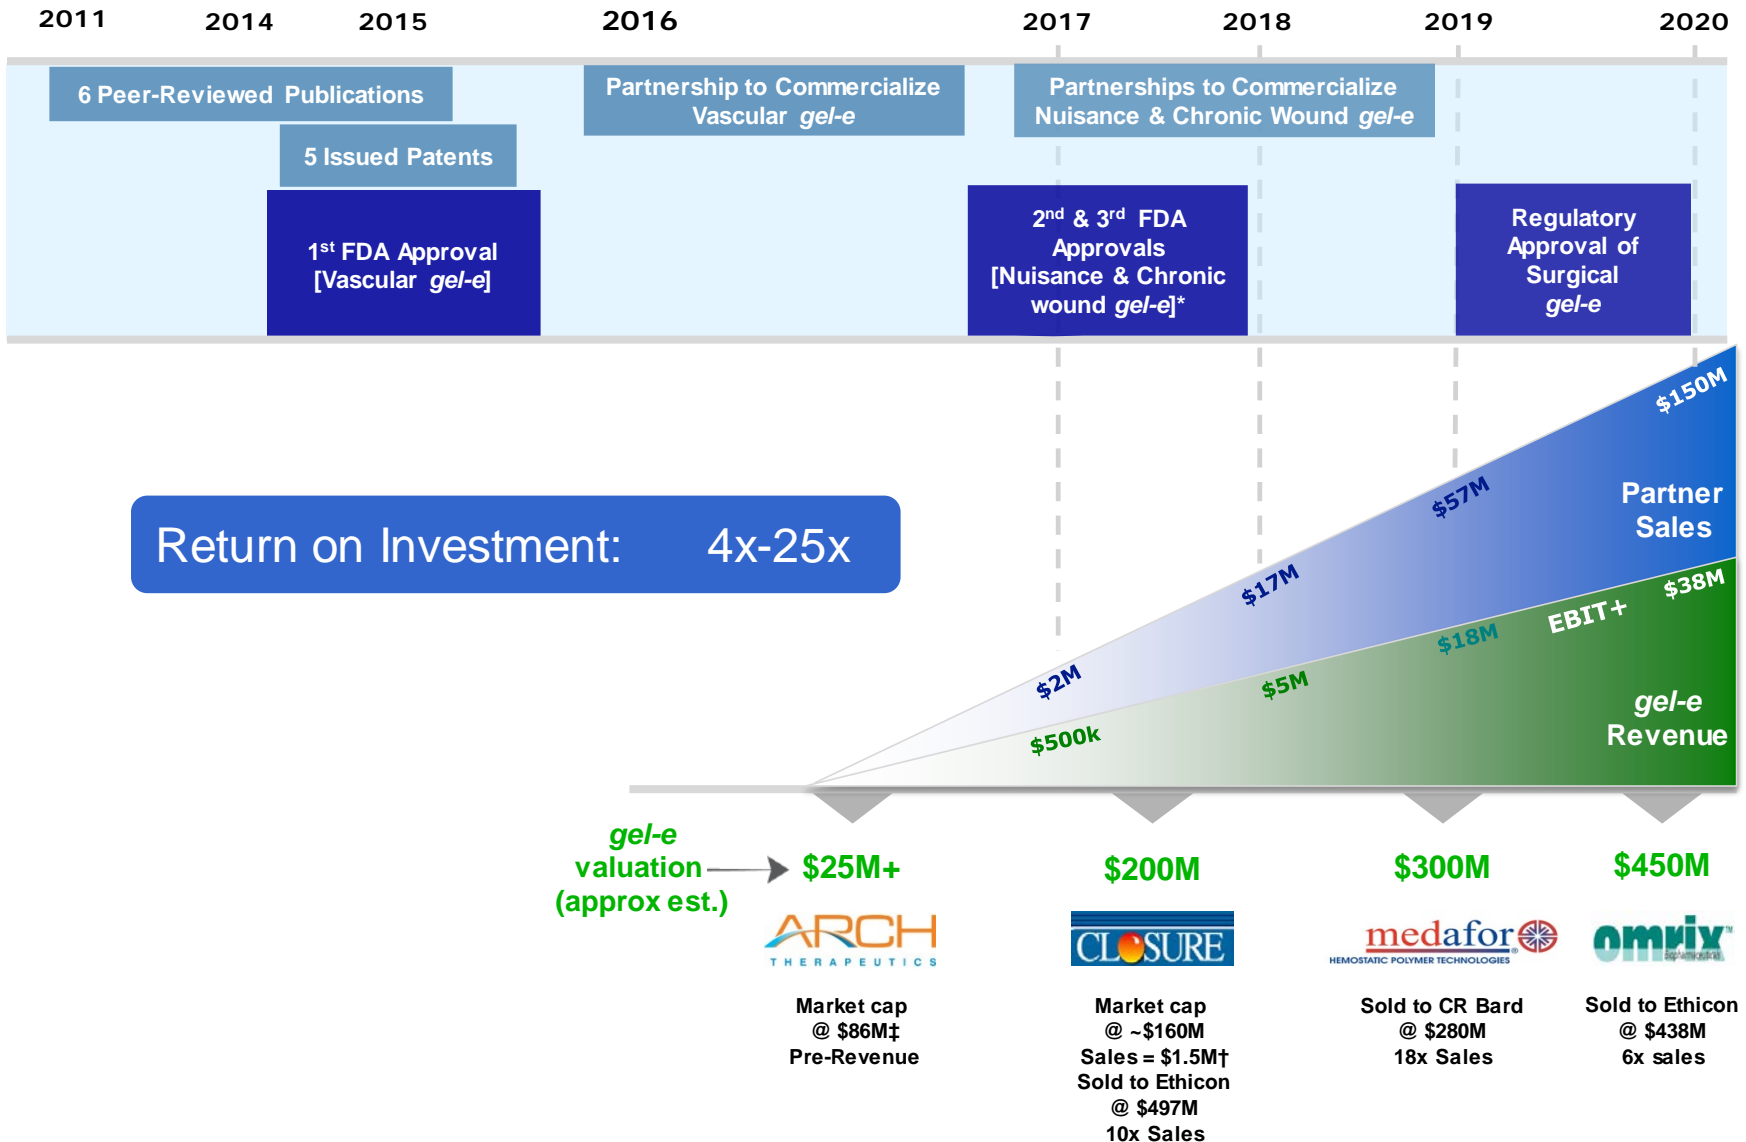 2011 2014 2015 2016 2017 2018 2019 2020
6 Peer-Reviewed Publications
5 Issued Patents
1st FDA Approval
[Vascular gel-e]
Partnership to Commercialize
Vascular gel-e
Partnerships to Commercialize
Nuisance & Chronic Wound gel-e
2nd & 3rd FDA
Approvals
[Nuisance & Chronic
wound gel-e]*
Regulatory
Approval of
Surgical
gel-e
Return on Investment: 4x-25x
$150M
$57M
$17M
$2M
Partner
Sales
$38M
EBIT+
$18M
$5M
$500k
gel-e
Revenue
gel-e
valuation
(approx est.)
$25M+
$200M
$300M
$450M
ARCH
THERAPEUTICS
CLOSURE
medafor®
HEMOSTATIC POLYMER TECHNOLOGIES
omrix™
Biopharmaceuticals
Market cap
@ $86M‡
Pre-Revenue
Market cap
@ ~$160M
Sales = $1.5M†
Sold to Ethicon
@ $497M
10x Sales
Sold to CR Bard
@ $280M
18x Sales
Sold to Ethicon
@ $438M
6x sales